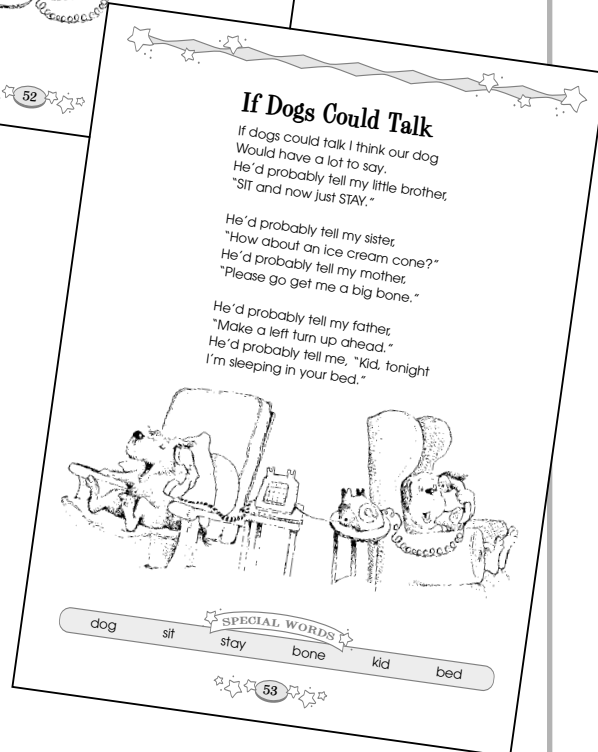 52
If Dogs Could Talk
If dogs could talk I think our dog
Would have a lot to say.
He'd probably tell my little brother,
"SIT and now just STAY."
He'd probably tell my sister,
"How about an ice cream cone?"
He'd probably tell my mother,
"Please go get me a big bone."
He'd probably tell my father,
"Make a left turn up ahead."
He'd probably tell me, "Kid, tonight
I'm sleeping in your bed."
SPECIAL WORDS
dog sit stay bone kid bed
53